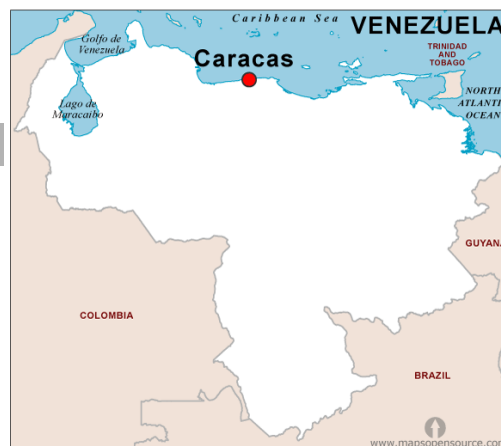 Caribbean Sea
VENEZUELA
Golfo de
Venezuela
Caracas
TRINIDAD
AND
TOBAGO
Lago de
Maracaibo
NORTH
ATLANTIC
OCEAN
GUYANA
COLOMBIA
BRAZIL
www.mapsopensource.com